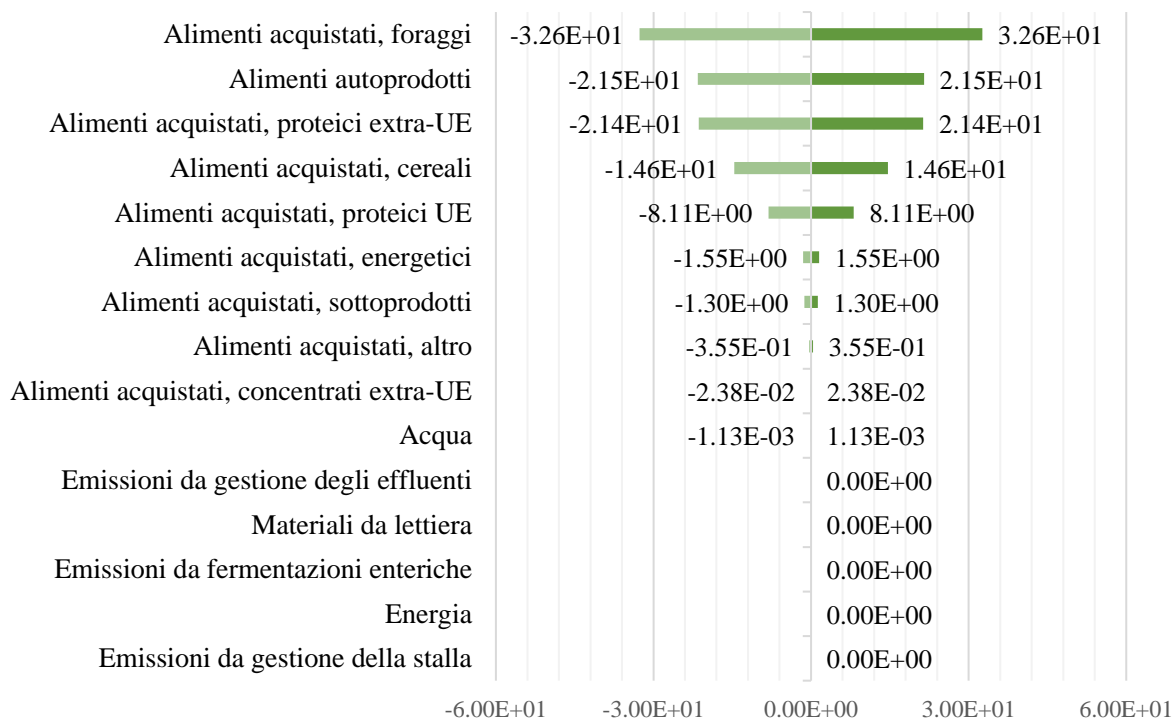 Alimenti acquistati, foraggi -3.26E+01 3.26E+01
Alimenti autoprodotti -2.15E+01 2.15E+01
Alimenti acquistati, proteici extra-UE -2.14E+01 2.14E+01
Alimenti acquistati, cereali -1.46E+01 1.46E+01
Alimenti acquistati, proteici UE -8.11E+00 8.11E+00
Alimenti acquistati, energetici -1.55E+00 1.55E+00
Alimenti acquistati, sottoprodotti -1.30E+00 1.30E+00
Alimenti acquistati, altro -3.55E-01 3.55E-01
Alimenti acquistati, concentrati extra-UE -2.38E-02 2.38E-02
Acqua -1.13E-03 1.13E-03
Emissioni da gestione degli effluenti 0.00E+00
Materiali da lettiera 0.00E+00
Emissioni da fermentazioni enteriche 0.00E+00
Energia 0.00E+00
Emissioni da gestione della stalla 0.00E+00
-6.00E+01 -3.00E+01 0.00E+00 3.00E+01 6.00E+01